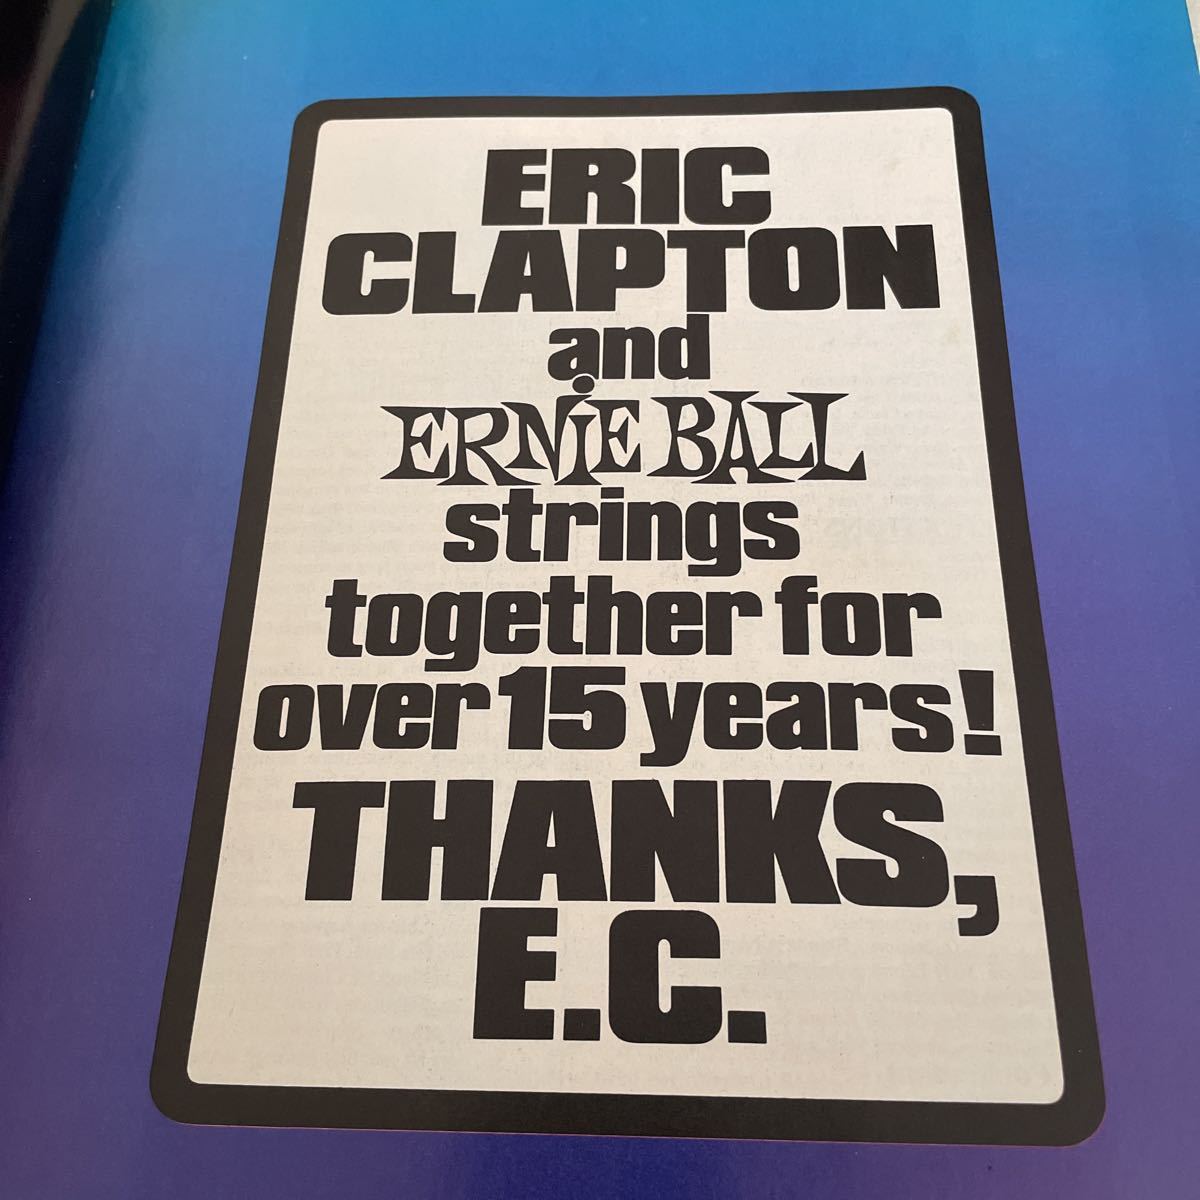 ERIC
CLAPTON
and
ERNiE BALL
strings
together for
over 15 years!
THANKS,
E.C.